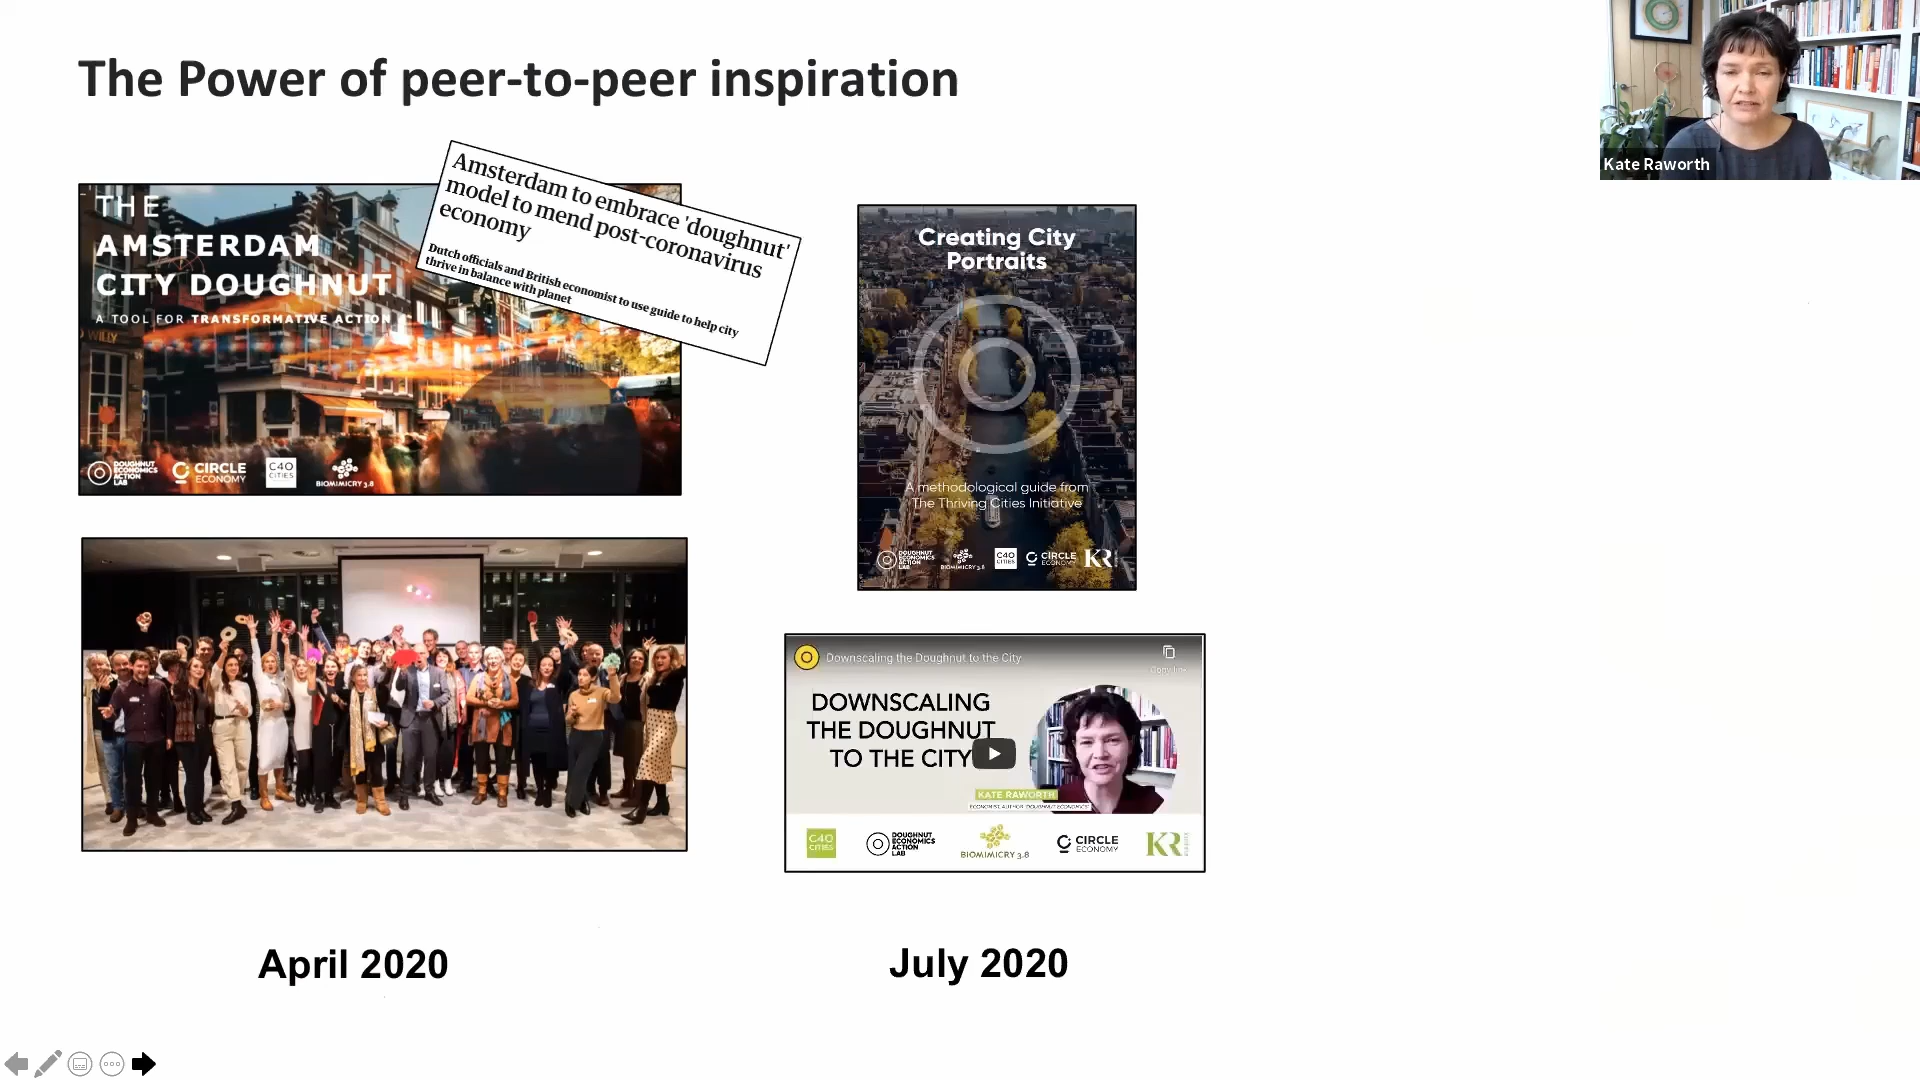 The Power of peer-to-peer inspiration
Kate Raworth
THE
AMSTERDAM
CITY DOUGHNUT
A TOOL FOR TRANSFORMATIVE ACTION
WILLY
DOUGHNUT
ECONOMICS
ACTION
LAB
CIRCLE
ECONOMY
C40
CITIES
BIOMIMICRY 3.8
Amsterdam to embrace 'doughnut'
model to mend post-coronavirus
economy
Dutch officials and British economist to use guide to help city
thrive in balance with planet
Creating City
Portraits
A methodological guide from
The Thriving Cities Initiative
DOUGHNUT
ECONOMICS
ACTION
LAB
BIOMIMICRY 3.8
C40
CITIES
CIRCLE
ECONOMY
KR
Downscaling the Doughnut to the City
DOWNSCALING
THE DOUGHNUT
TO THE CITY
KATE RAWORTH
ECONOMIST, AUTHOR 'DOUGHNUT ECONOMICS'
C40
CITIES
DOUGHNUT
ECONOMICS
ACTION
LAB
BIOMIMICRY 3.8
CIRCLE
ECONOMY
KR
April 2020
July 2020